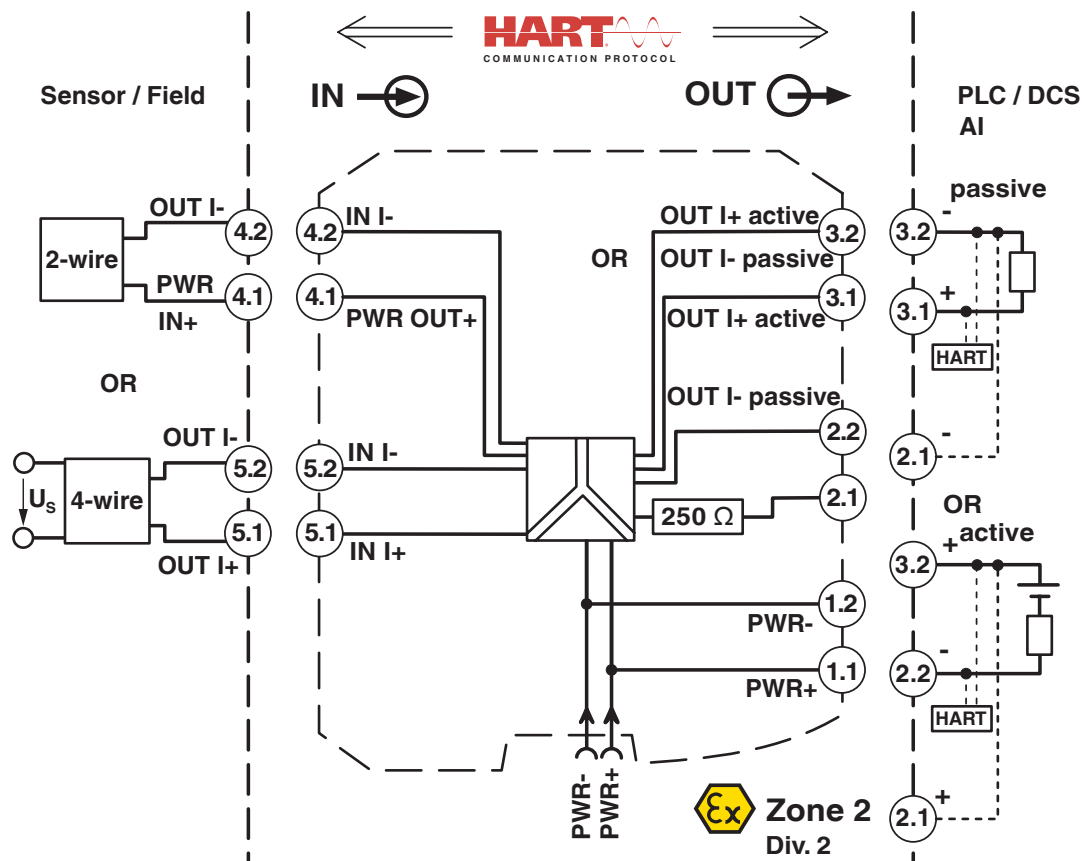 HART
COMMUNICATION PROTOCOL
Sensor / Field
IN
OUT
PLC / DCS
AI
OUT I-
4.2
2-wire
PWR
IN+
4.1
OR
OUT I-
5.2
US
4-wire
5.1
OUT I+
4.2
IN I-
4.1
PWR OUT+
5.2
IN I-
5.1
IN I+
OUT I+ active
3.2
OR
OUT I- passive
3.1
OUT I+ active
OUT I- passive
2.2
2.1
250 Ω
1.2
PWR-
1.1
PWR+
PWR-
PWR+
Ex
Zone 2
Div. 2
passive
3.2
-
3.1
+
HART
2.1
-
OR
active
3.2
+
2.2
-
HART
2.1
+